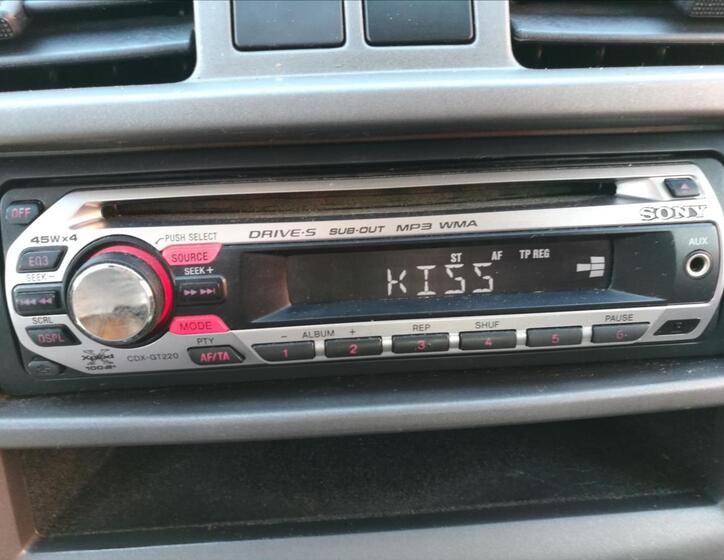 OFF
SONY
45W x 4
PUSH SELECT
DRIVE·S SUB-OUT MP3 WMA
EQ3
SOURCE
AUX
SEEK −
SEEK +
ST AF TP REG
KISS
SCRL
DSPL
MODE
PTY
− ALBUM +
REP
SHUF
PAUSE
Xplod
CDX-GT220
AF/TA
1 2 3 4 5 6